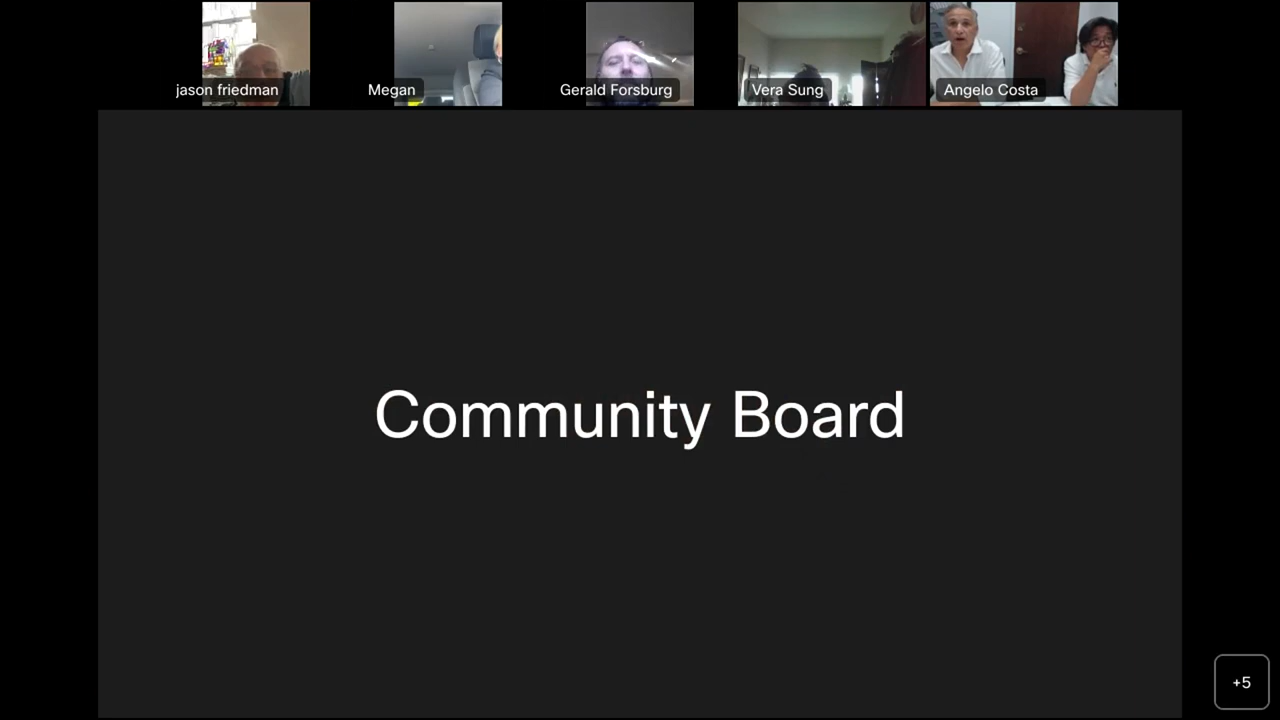 jason friedman
Megan
Gerald Forsburg
Vera Sung
Angelo Costa
Community Board
+5